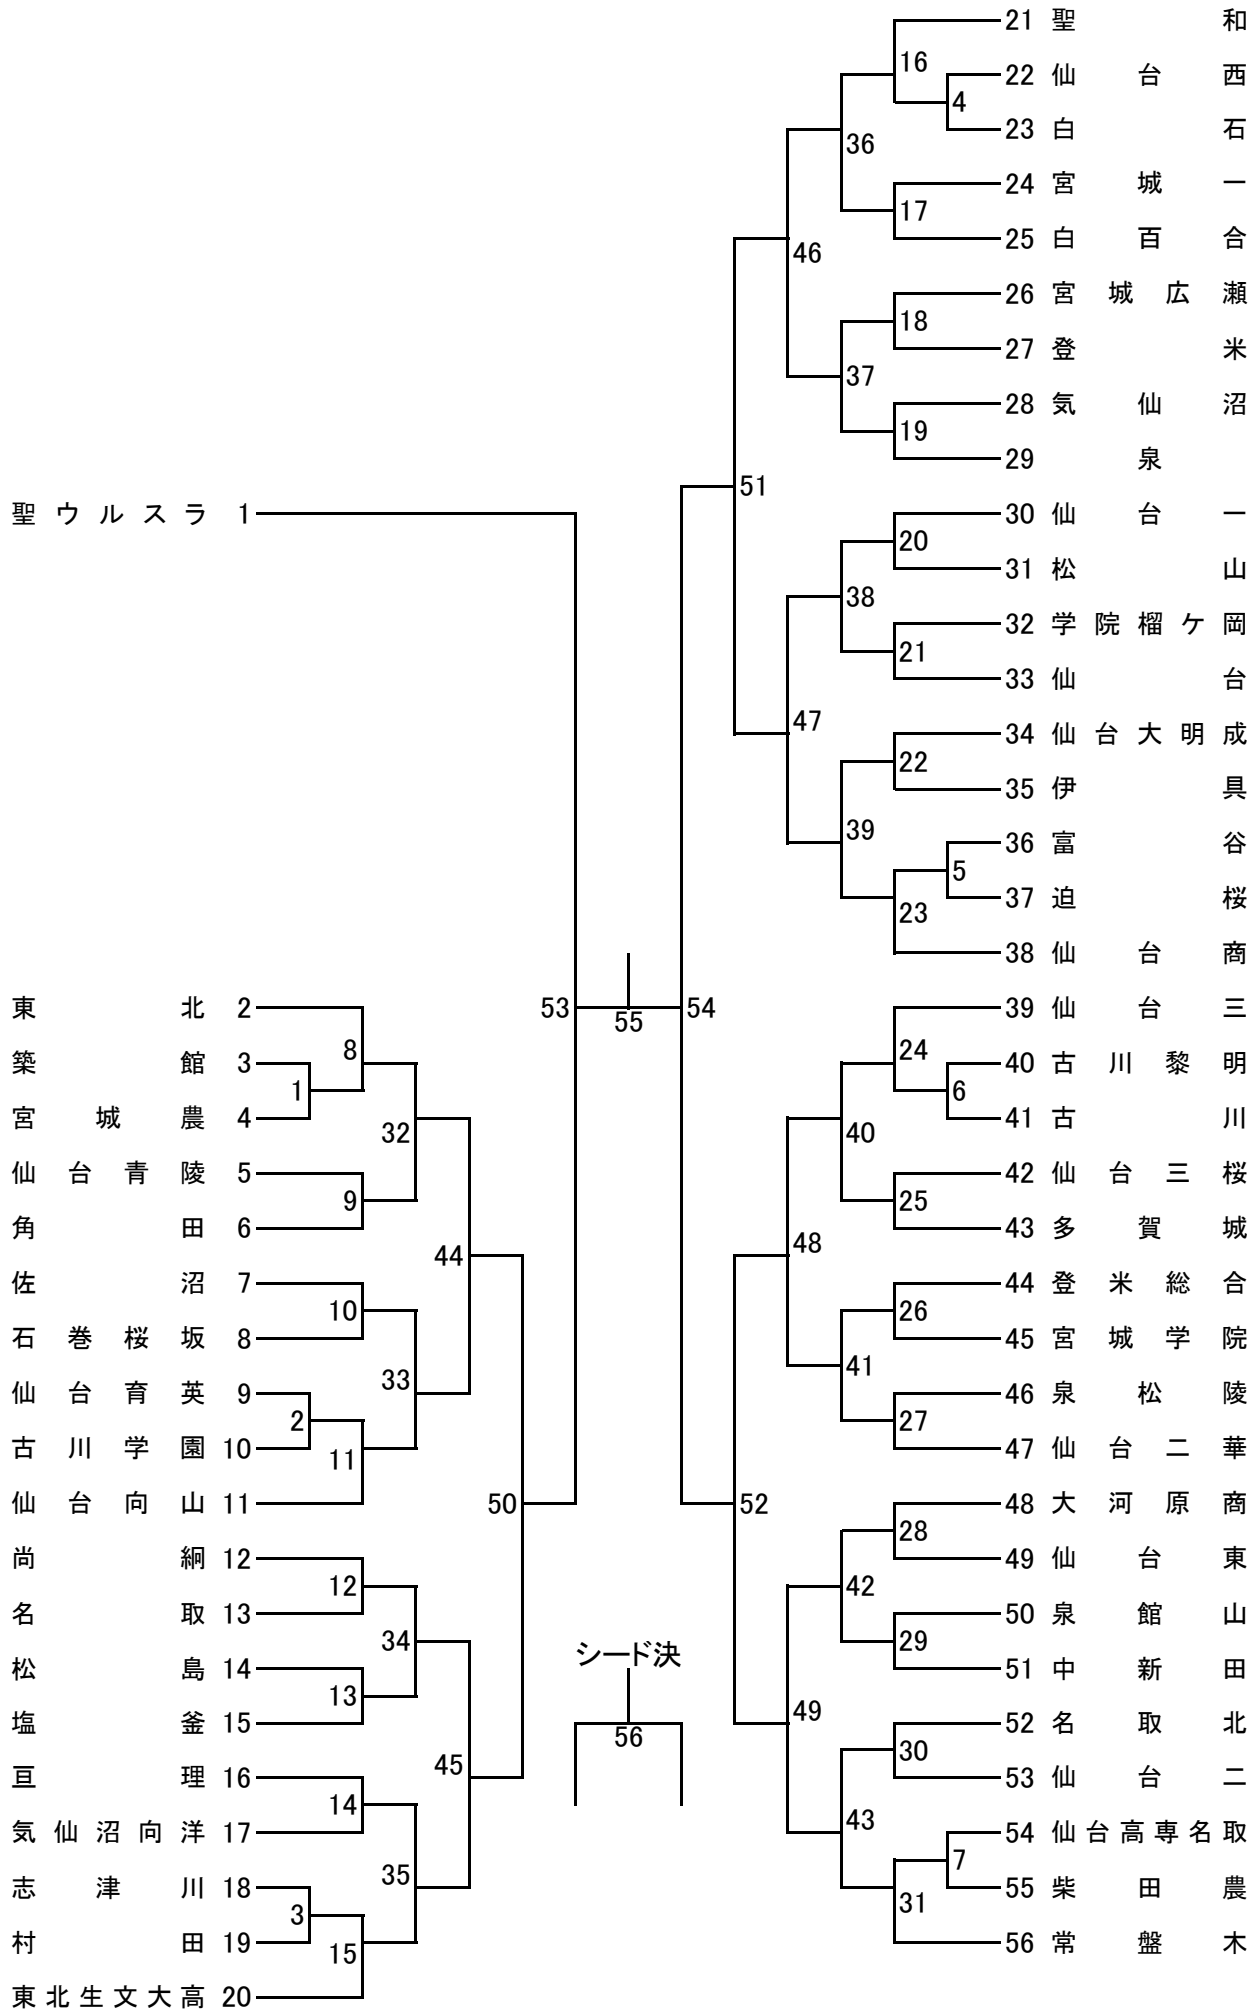 聖ウルスラ 1
東北 2
築館 3
宮城農 4
仙台青陵 5
角田 6
佐沼 7
石巻桜坂 8
仙台育英 9
古川学園 10
仙台向山 11
尚絅 12
名取 13
松島 14
塩釜 15
亘理 16
気仙沼向洋 17
志津川 18
村田 19
東北生文大高 20
1
2
3
8
9
10
11
12
13
14
15
32
33
34
35
44
45
50
53
55
54
シード決
56
51
52
46
47
48
49
36
37
38
39
40
41
42
43
16
17
18
19
20
21
22
23
24
25
26
27
28
29
30
31
4
5
6
7
21 聖和
22 仙台西
23 白石
24 宮城一
25 白百合
26 宮城広瀬
27 登米
28 気仙沼
29 泉
30 仙台一
31 松山
32 学院榴ケ岡
33 仙台
34 仙台大明成
35 伊具
36 富谷
37 迫桜
38 仙台商
39 仙台三
40 古川黎明
41 古川
42 仙台三桜
43 多賀城
44 登米総合
45 宮城学院
46 泉松陵
47 仙台二華
48 大河原商
49 仙台東
50 泉館山
51 中新田
52 名取北
53 仙台二
54 仙台高専名取
55 柴田農
56 常盤木